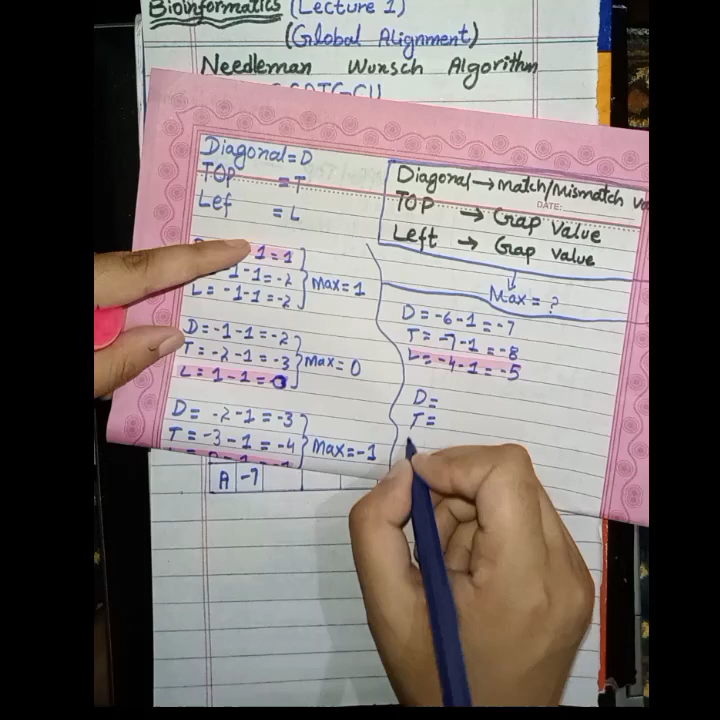 Bioinformatics (Lecture 1)
(Global Alignment)
Needleman Wunsch Algorithm
Diagonal = D
TOP = T
Lef = L
Diagonal → Match/Mismatch
DATE:
TOP → Gap Value
Left → Gap Value
Max = ?
1 = 1
-1 = -2
L = -1-1 = -2
Max = 1
D = -1-1 = -2
T = -2-1 = -3
L = 1-1 = 0
Max = 0
D = -2-1 = -3
T = -3-1 = -4
Max = -1
D = -6-1 = -7
T = -7-1 = -8
L = -4-1 = -5
D =
T =
A -7